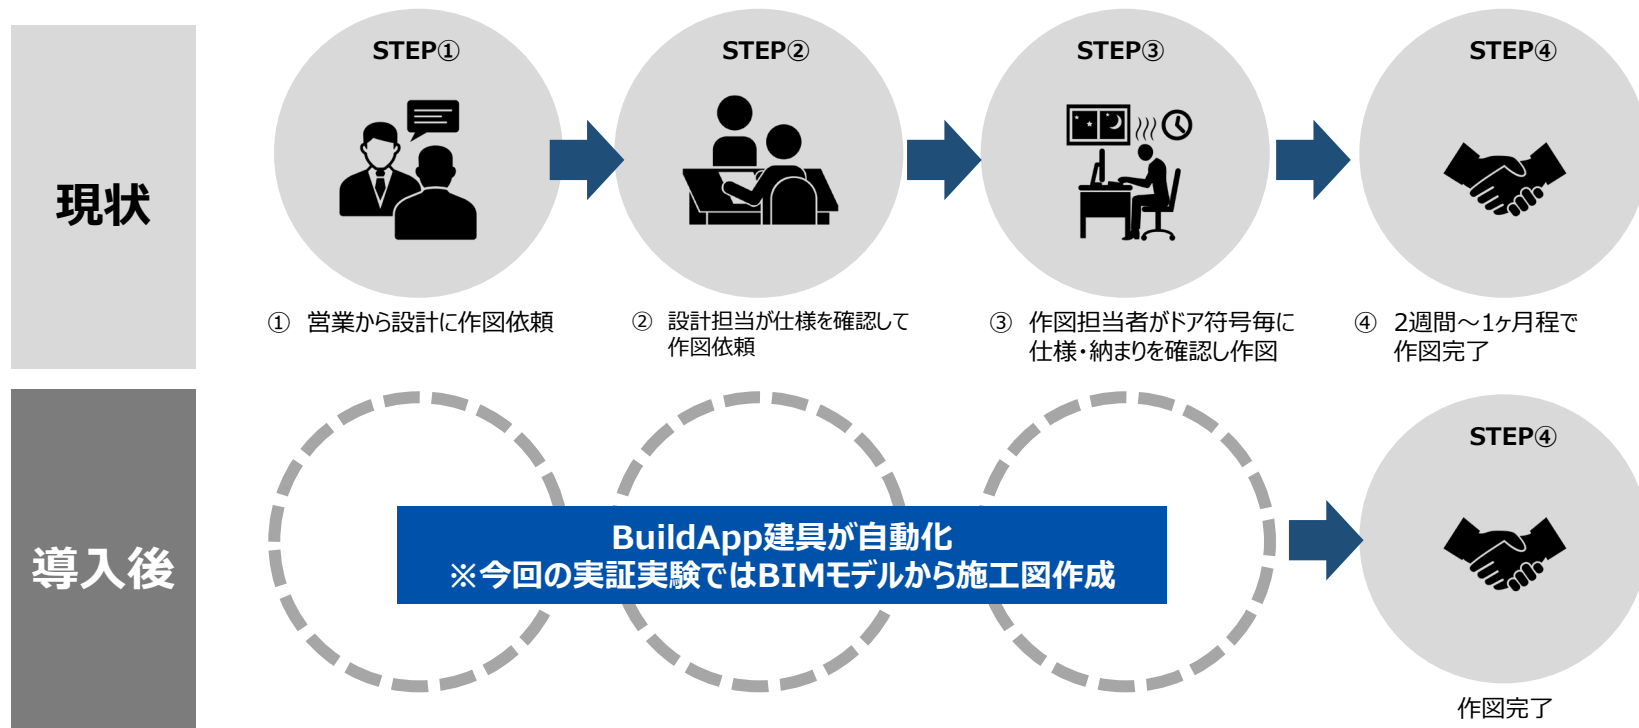 現状
STEP①
STEP②
STEP③
STEP④
① 営業から設計に作図依頼
② 設計担当が仕様を確認して
作図依頼
③ 作図担当者がドア符号毎に
仕様・納まりを確認し作図
④ 2週間～1ヶ月程で
作図完了
導入後
BuildApp建具が自動化
※今回の実証実験ではBIMモデルから施工図作成
STEP④
作図完了